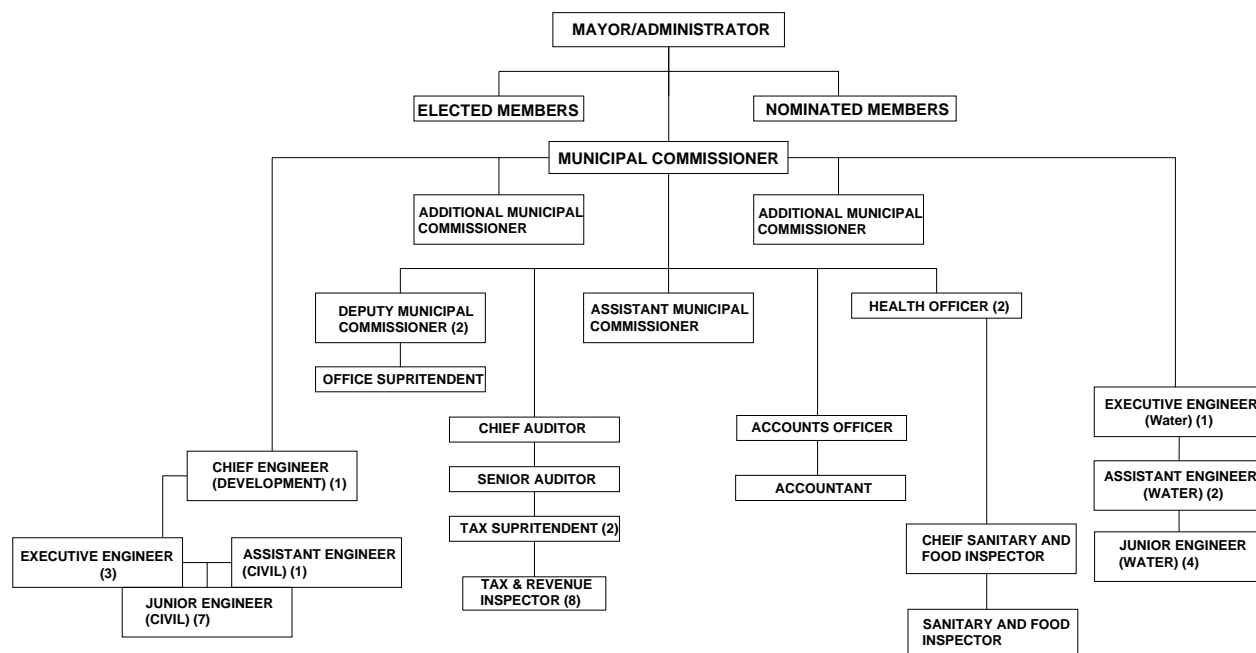 MAYOR/ADMINISTRATOR
ELECTED MEMBERS
NOMINATED MEMBERS
MUNICIPAL COMMISSIONER
ADDITIONAL MUNICIPAL
COMMISSIONER
ADDITIONAL MUNICIPAL
COMMISSIONER
DEPUTY MUNICIPAL
COMMISSIONER (2)
ASSISTANT MUNICIPAL
COMMISSIONER
HEALTH OFFICER (2)
OFFICE SUPRITENDENT
CHIEF AUDITOR
ACCOUNTS OFFICER
EXECUTIVE ENGINEER
(Water) (1)
CHIEF ENGINEER
(DEVELOPMENT) (1)
SENIOR AUDITOR
ACCOUNTANT
ASSISTANT ENGINEER
(WATER) (2)
TAX SUPRITENDENT (2)
CHEIF SANITARY AND
FOOD INSPECTOR
JUNIOR ENGINEER
(WATER) (4)
EXECUTIVE ENGINEER
(3)
ASSISTANT ENGINEER
(CIVIL) (1)
TAX & REVENUE
INSPECTOR (8)
JUNIOR ENGINEER
(CIVIL) (7)
SANITARY AND FOOD
INSPECTOR